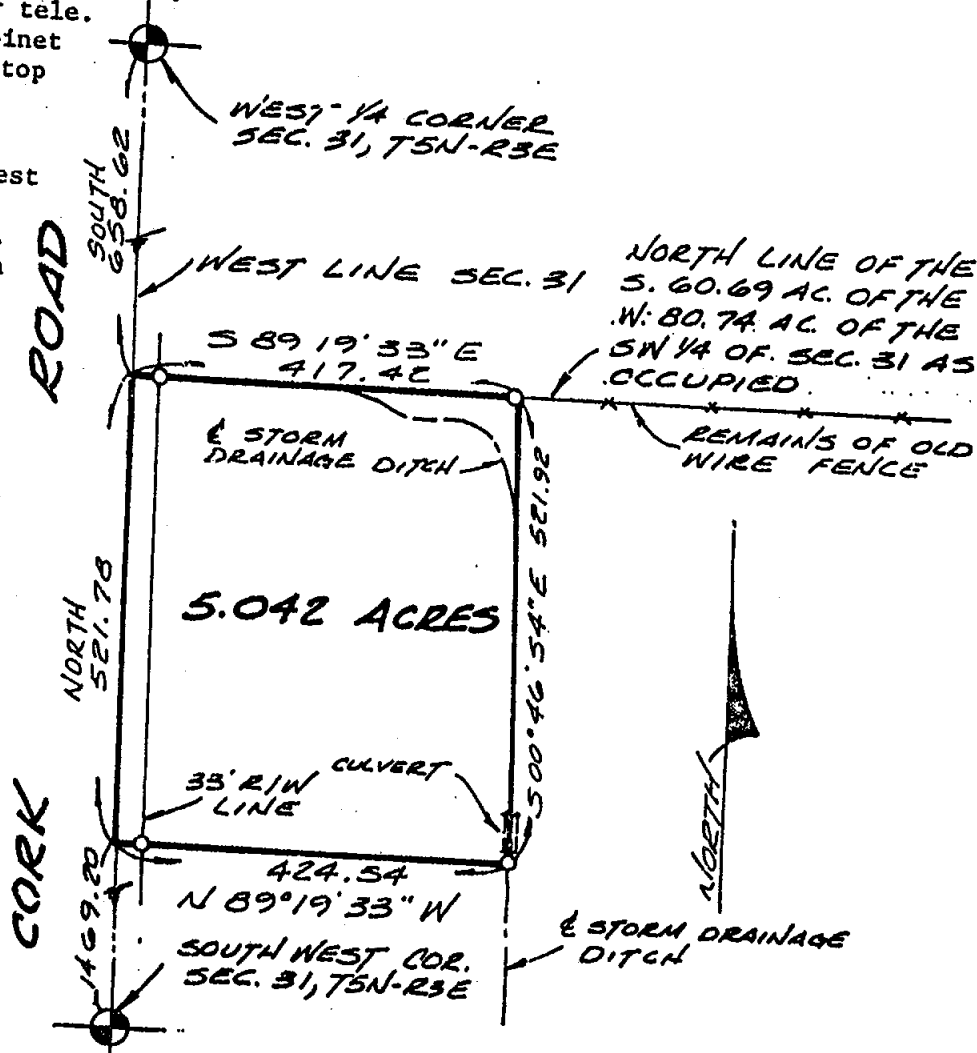 tele.
inet
top
est
WEST 1/4 CORNER
SEC. 31, T5N-R3E
SOUTH
658.62
ROAD
WEST LINE SEC. 31
NORTH LINE OF THE
S. 60.69 AC. OF THE
W. 80.74 AC. OF THE
SW 1/4 OF SEC. 31 AS
OCCUPIED
S 89 19' 33" E
417.42
REMAINS OF OLD
WIRE FENCE
℄ STORM
DRAINAGE DITCH
S 00° 46' 54" E 521.92
5.042 ACRES
NORTH
521.78
CULVERT
33' R/W
LINE
NORTH
CORK
424.54
N 89° 19' 33" W
1469.20
℄ STORM DRAINAGE
DITCH
SOUTH WEST COR.
SEC. 31, T5N-R3E